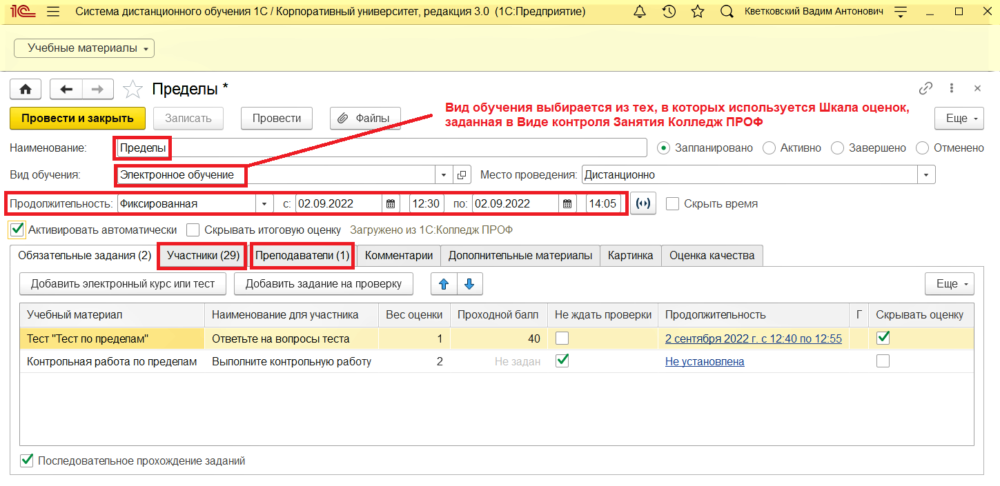 1С Система дистанционного обучения 1С / Корпоративный университет, редакция 3.0 (1С:Предприятие) Кветковский Вадим Антонович
Учебные материалы
Пределы *
Вид обучения выбирается из тех, в которых используется Шкала оценок,
заданная в Виде контроля Занятия Колледж ПРОФ
Провести и закрыть Записать Провести Файлы Еще
Наименование: Пределы Запланировано Активно Завершено Отменено
Вид обучения: Электронное обучение Место проведения: Дистанционно
Продолжительность: Фиксированная с: 02.09.2022 12:30 по: 02.09.2022 14:05 Скрыть время
Активировать автоматически Скрывать итоговую оценку Загружено из 1С:Колледж ПРОФ
Обязательные задания (2) Участники (29) Преподаватели (1) Комментарии Дополнительные материалы Картинка Оценка качества
Добавить электронный курс или тест Добавить задание на проверку Еще
Учебный материал Наименование для участника Вес оценки Проходной балл Не ждать проверки Продолжительность Г Скрывать оценку
Тест "Тест по пределам" Ответьте на вопросы теста 1 40 2 сентября 2022 г. с 12:40 по 12:55
Контрольная работа по пределам Выполните контрольную работу 2 Не задан Не установлена
Последовательное прохождение заданий